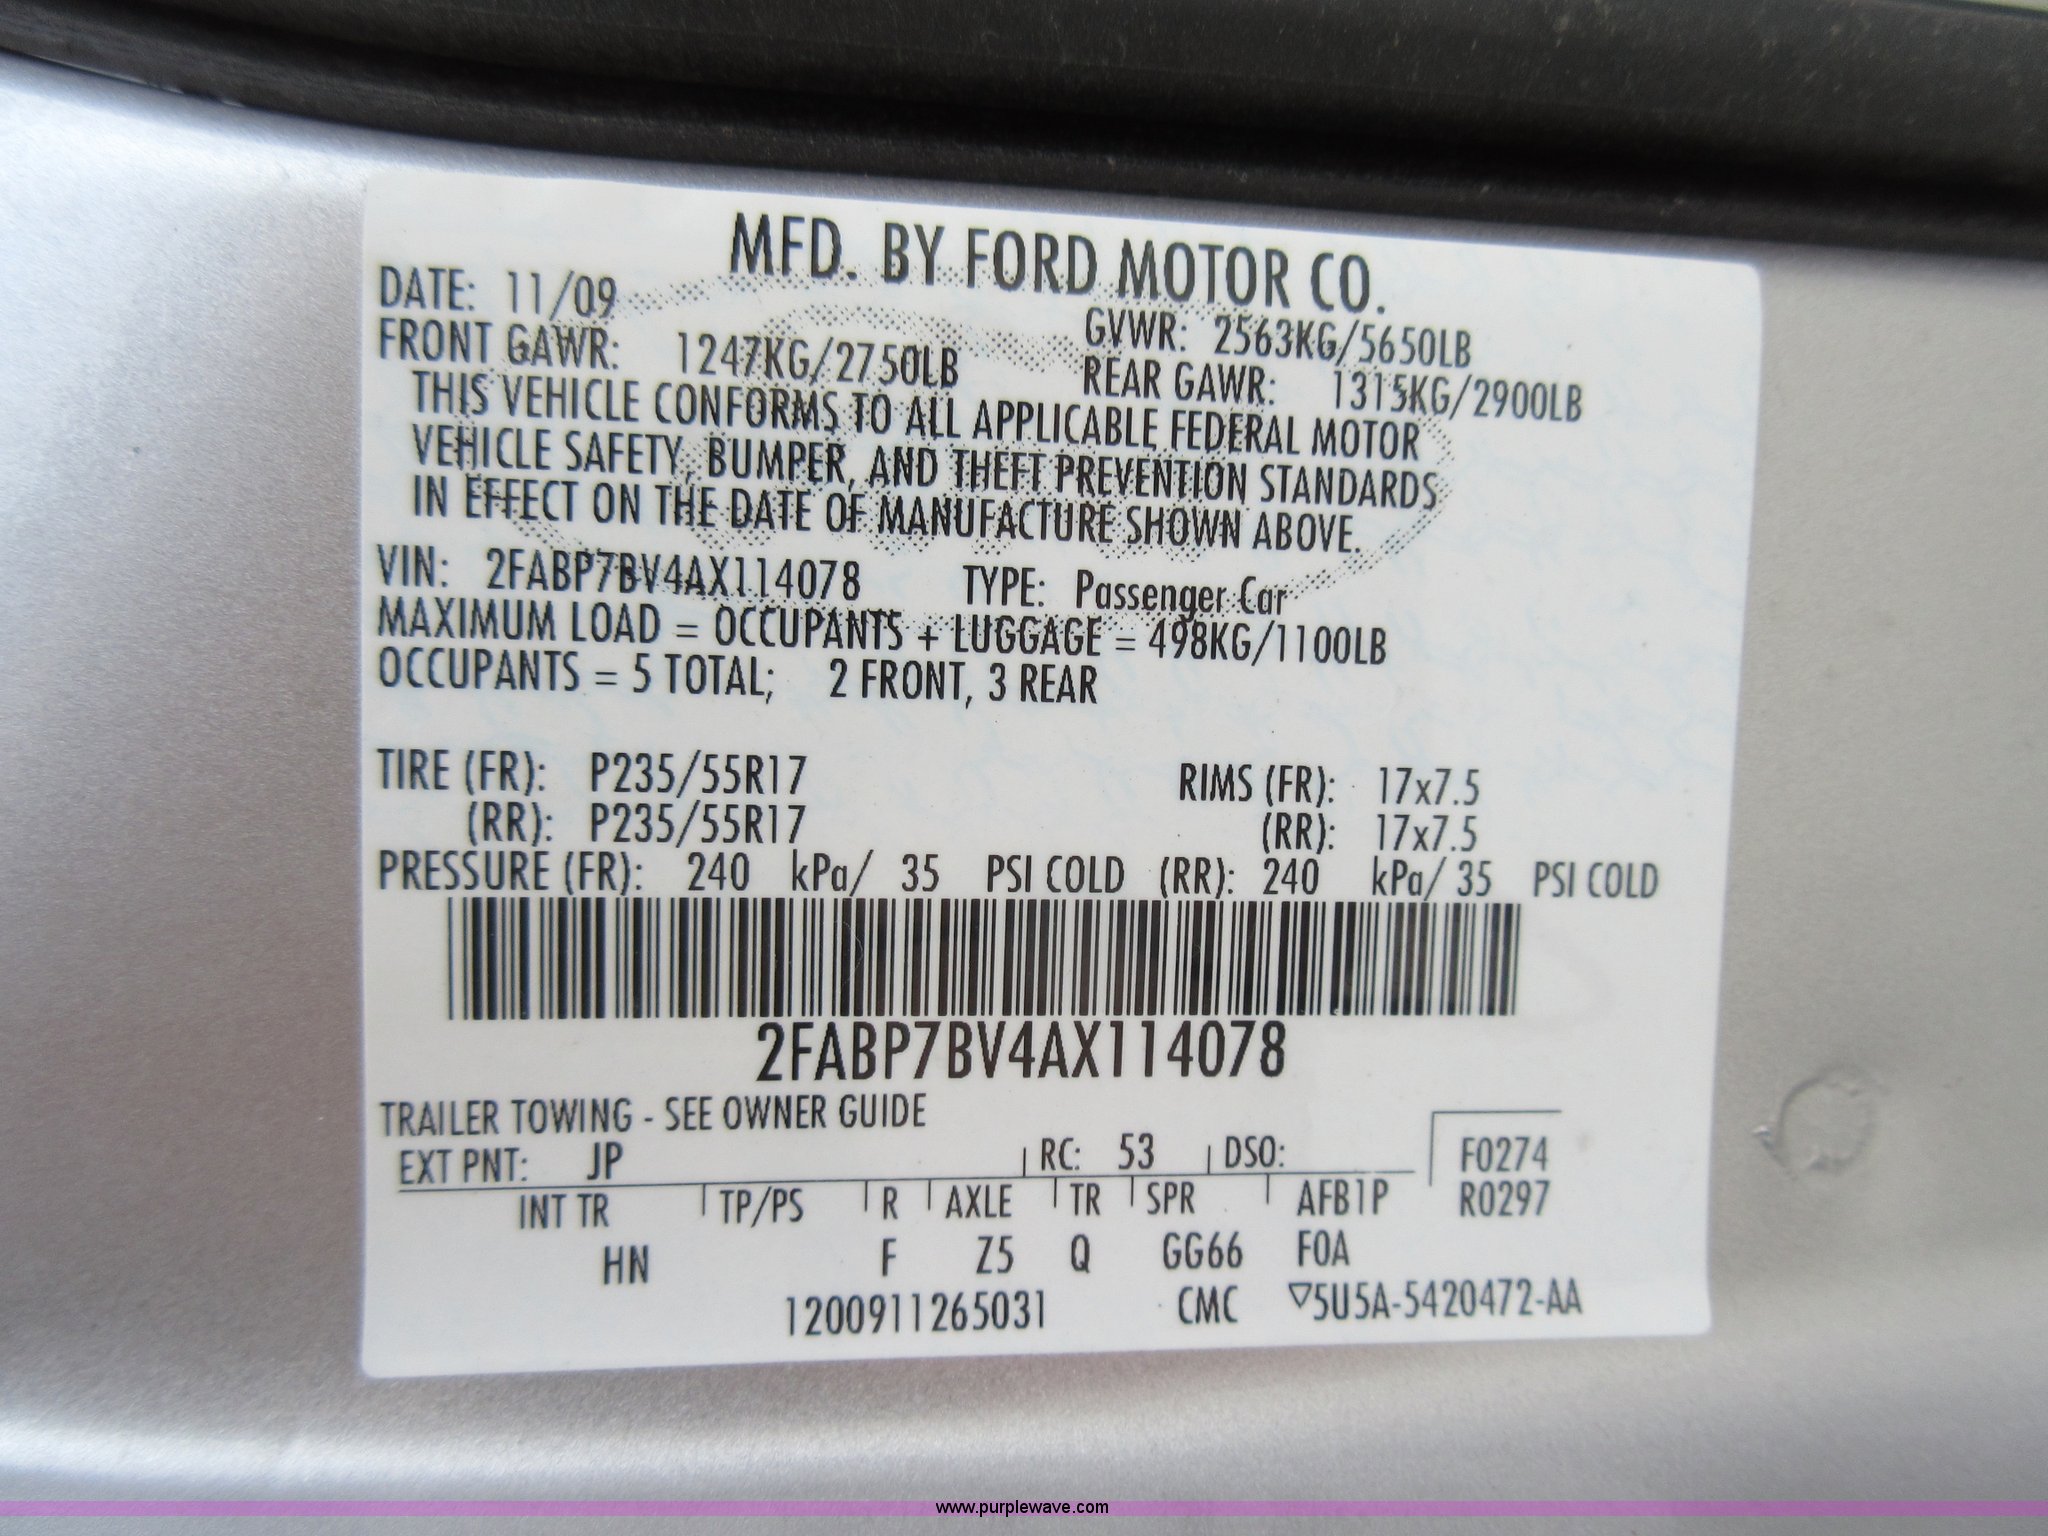 MFD. BY FORD MOTOR CO.
DATE: 11/09
GVWR: 2563KG/5650LB
FRONT GAWR: 1247KG/2750LB
REAR GAWR: 1315KG/2900LB
THIS VEHICLE CONFORMS TO ALL APPLICABLE FEDERAL MOTOR
VEHICLE SAFETY, BUMPER, AND THEFT PREVENTION STANDARDS
IN EFFECT ON THE DATE OF MANUFACTURE SHOWN ABOVE.
VIN: 2FABP7BV4AX114078 TYPE: Passenger Car
MAXIMUM LOAD = OCCUPANTS + LUGGAGE = 498KG/1100LB
OCCUPANTS = 5 TOTAL; 2 FRONT, 3 REAR
TIRE (FR): P235/55R17 RIMS (FR): 17x7.5
(RR): P235/55R17 (RR): 17x7.5
PRESSURE (FR): 240 kPa/ 35 PSI COLD (RR): 240 kPa/ 35 PSI COLD
2FABP7BV4AX114078
TRAILER TOWING - SEE OWNER GUIDE
EXT PNT: JP RC: 53 DSO: F0274
INT TR TP/PS R AXLE TR SPR AFB1P R0297
HN F Z5 Q GG66 F0A
1200911265031 CMC ▽5U5A-5420472-AA
www.purplewave.com